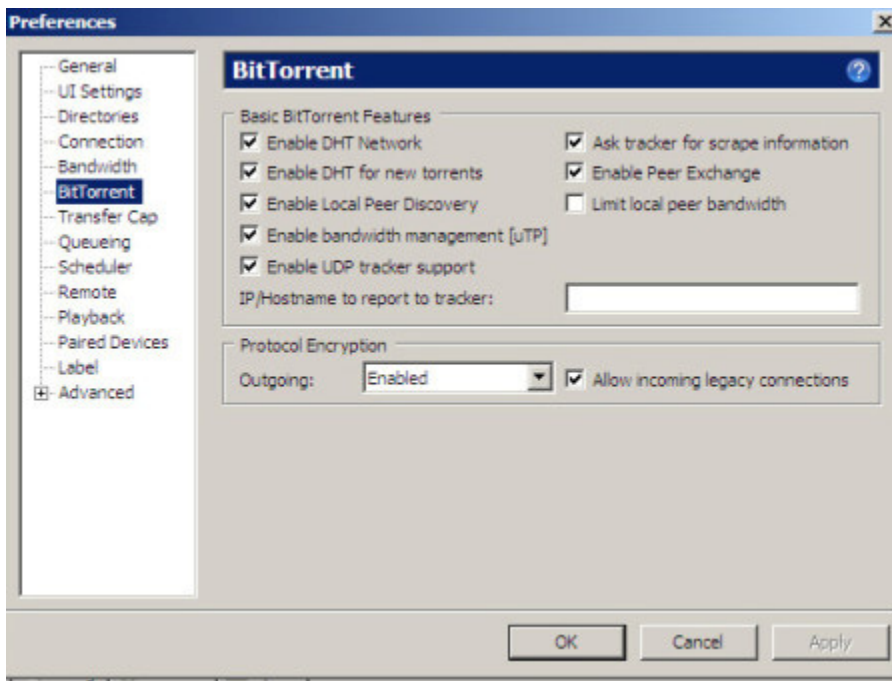 Preferences
General
UI Settings
Directories
Connection
Bandwidth
BitTorrent
Transfer Cap
Queueing
Scheduler
Remote
Playback
Paired Devices
Label
Advanced
BitTorrent
Basic BitTorrent Features
Enable DHT Network
Ask tracker for scrape information
Enable DHT for new torrents
Enable Peer Exchange
Enable Local Peer Discovery
Limit local peer bandwidth
Enable bandwidth management [uTP]
Enable UDP tracker support
IP/Hostname to report to tracker:
Protocol Encryption
Outgoing:
Enabled
Allow incoming legacy connections
OK
Cancel
Apply